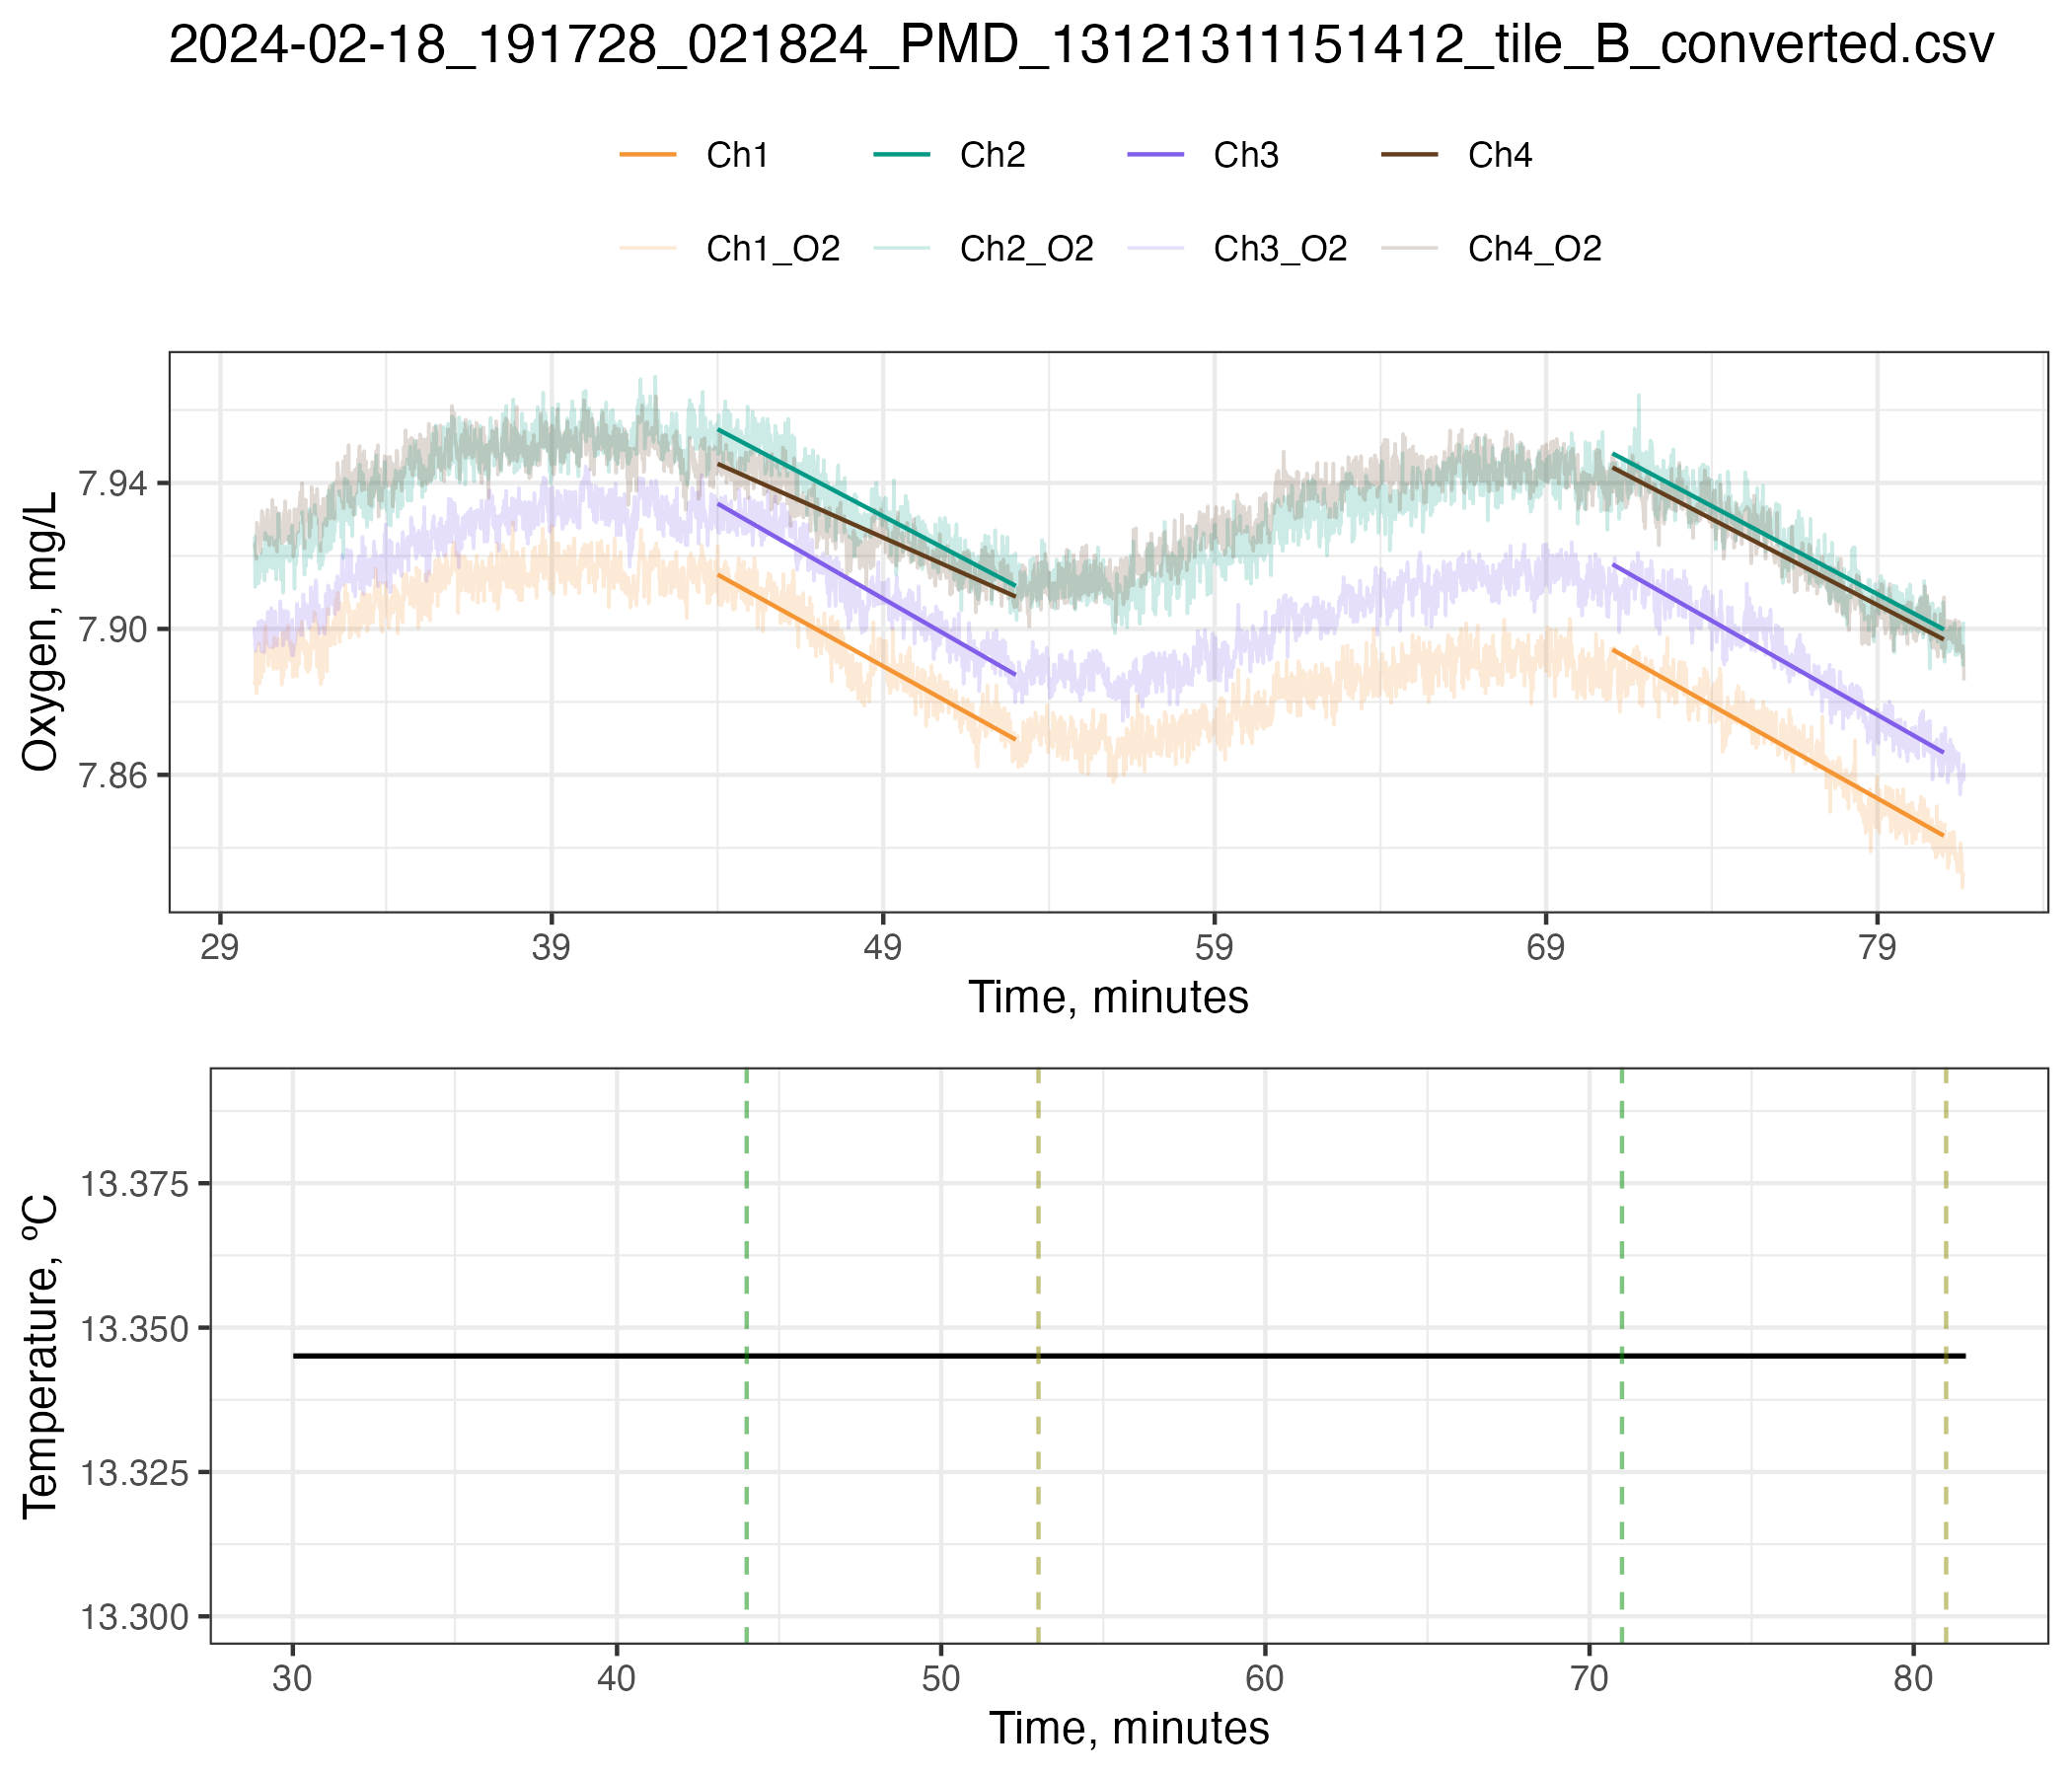 2024-02-18_191728_021824_PMD_13121311151412_tile_B_converted.csv
Ch1 Ch2 Ch3 Ch4
Ch1_O2 Ch2_O2 Ch3_O2 Ch4_O2
Oxygen, mg/L
7.94
7.90
7.86
29 39 49 59 69 79
Time, minutes
Temperature, ºC
13.375
13.350
13.325
13.300
30 40 50 60 70 80
Time, minutes